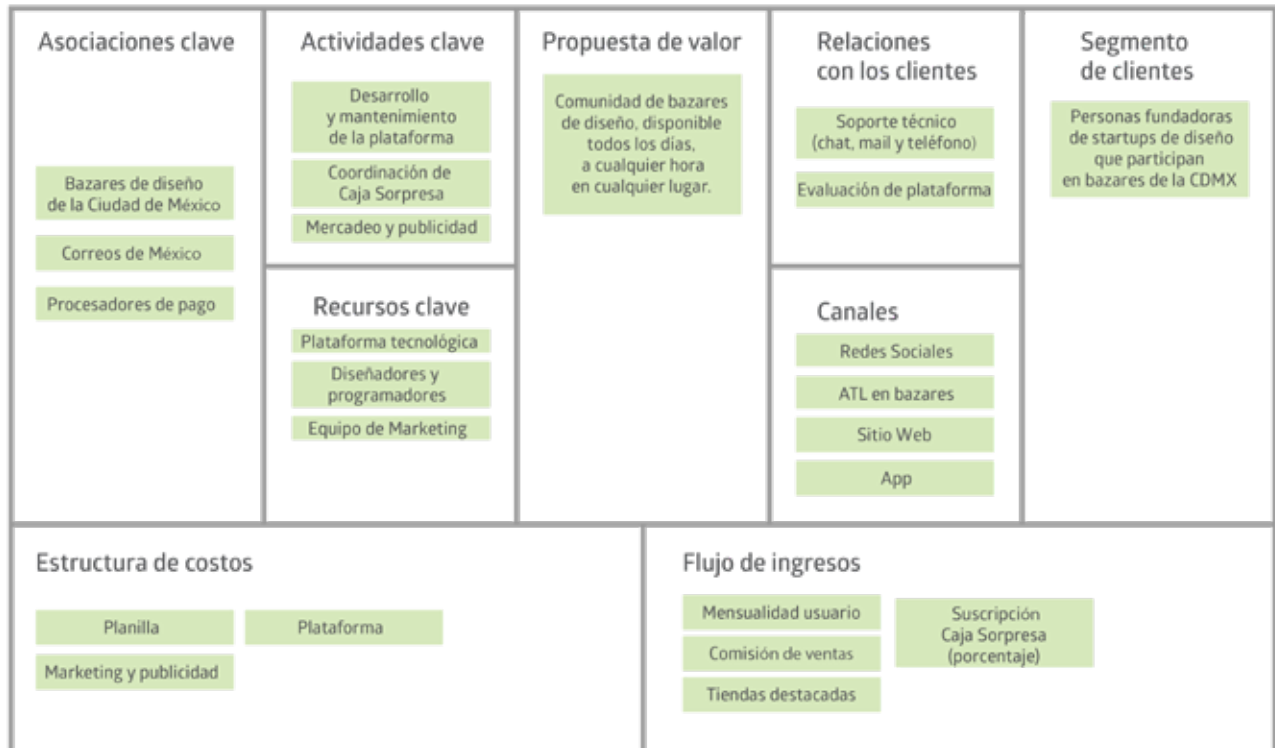 Asociaciones clave
Bazares de diseño
de la Ciudad de México
Correos de México
Procesadores de pago
Actividades clave
Desarrollo
y mantenimiento
de la plataforma
Coordinación de
Caja Sorpresa
Mercadeo y publicidad
Recursos clave
Plataforma tecnológica
Diseñadores y
programadores
Equipo de Marketing
Propuesta de valor
Comunidad de bazares
de diseño, disponible
todos los días,
a cualquier hora
en cualquier lugar.
Relaciones
con los clientes
Soporte técnico
(chat, mail y teléfono)
Evaluación de plataforma
Canales
Redes Sociales
ATL en bazares
Sitio Web
App
Segmento
de clientes
Personas fundadoras
de startups de diseño
que participan
en bazares de la CDMX
Estructura de costos
Planilla
Plataforma
Marketing y publicidad
Flujo de ingresos
Mensualidad usuario
Comisión de ventas
Tiendas destacadas
Suscripción
Caja Sorpresa
(porcentaje)